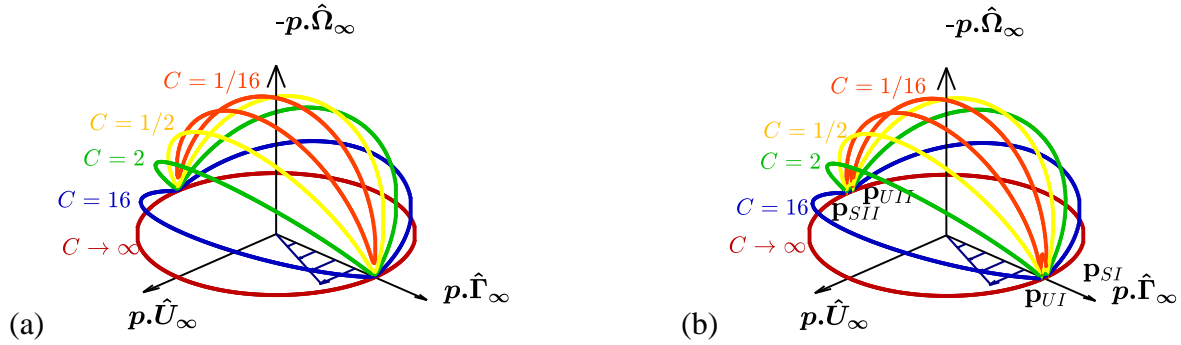 -p.Ω̂∞
C = 1/16
C = 1/2
C = 2
C = 16
C → ∞
p.Û∞
p.Γ̂∞
(a)
-p.Ω̂∞
C = 1/16
C = 1/2
C = 2
C = 16
C → ∞
p_SII
p_UII
p_SI
p_UI
p.Û∞
p.Γ̂∞
(b)